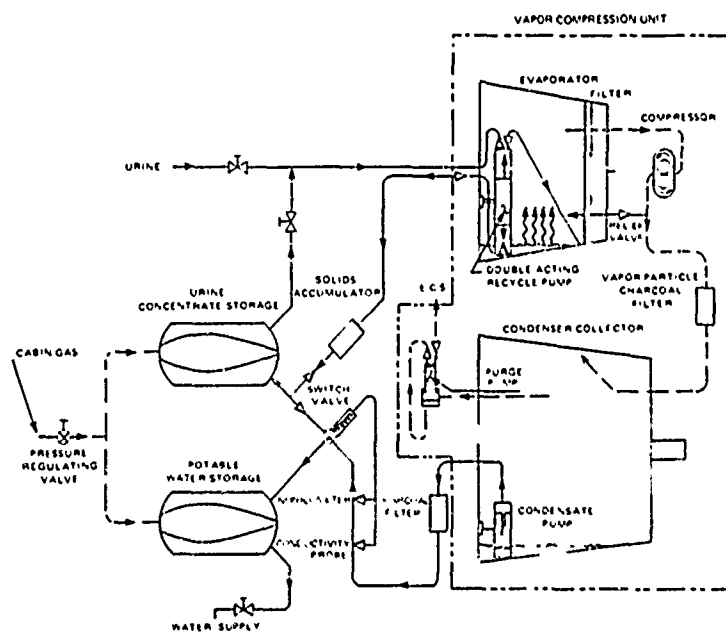 VAPOR COMPRESSION UNIT
EVAPORATOR
FILTER
COMPRESSOR
URINE
RELIEF
VALVE
DOUBLE ACTING
RECYCLE PUMP
VAPOR PARTICLE
CHARCOAL
FILTER
SOLIDS
ACCUMULATOR
URINE
CONCENTRATE STORAGE
E.C.S
CONDENSER COLLECTOR
CABIN GAS
SWITCH
VALVE
PURGE
PUMP
PRESSURE
REGULATING
VALVE
POTABLE
WATER STORAGE
FILTER
CONDENSATE
PUMP
CONDUCTIVITY
PROBE
WATER SUPPLY